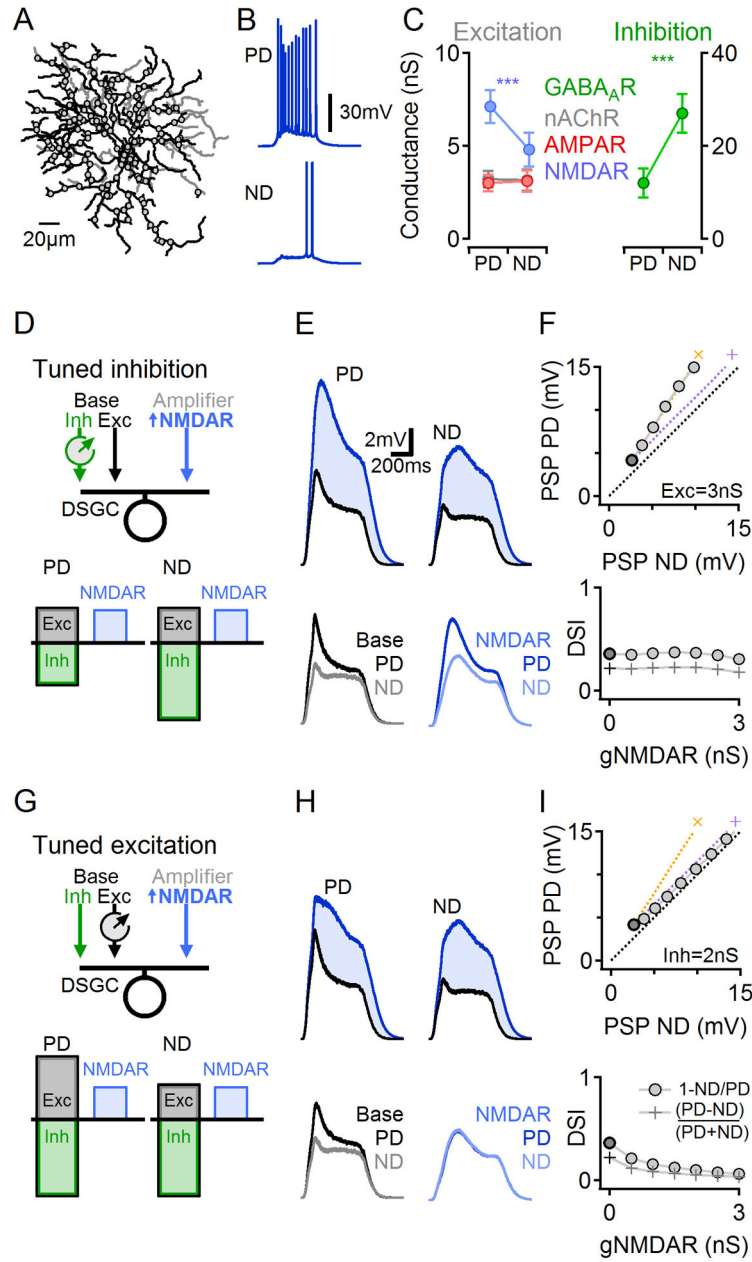 A
20μm
B
PD
30mV
ND
C
Excitation
Inhibition
Conductance (nS)
10
5
0
GABA_AR
nAChR
AMPAR
NMDAR
***
***
40
20
0
PD ND
PD ND
D
Tuned inhibition
Base
Inh Exc
Amplifier
↑NMDAR
DSGC
PD
ND
NMDAR
NMDAR
Exc
Inh
Exc
Inh
E
PD
ND
2mV
200ms
Base
PD
ND
NMDAR
PD
ND
F
PSP PD (mV)
15
0
× +
Exc=3nS
0 15
PSP ND (mV)
DSI
1
0
0 3
gNMDAR (nS)
G
Tuned excitation
Base
Inh Exc
Amplifier
↑NMDAR
DSGC
PD
ND
NMDAR
NMDAR
Exc
Inh
Exc
Inh
H
PD
ND
Base
PD
ND
NMDAR
PD
ND
I
PSP PD (mV)
15
0
× +
Inh=2nS
0 15
PSP ND (mV)
DSI
1
0
1-ND/PD
(PD-ND)
(PD+ND)
0 3
gNMDAR (nS)